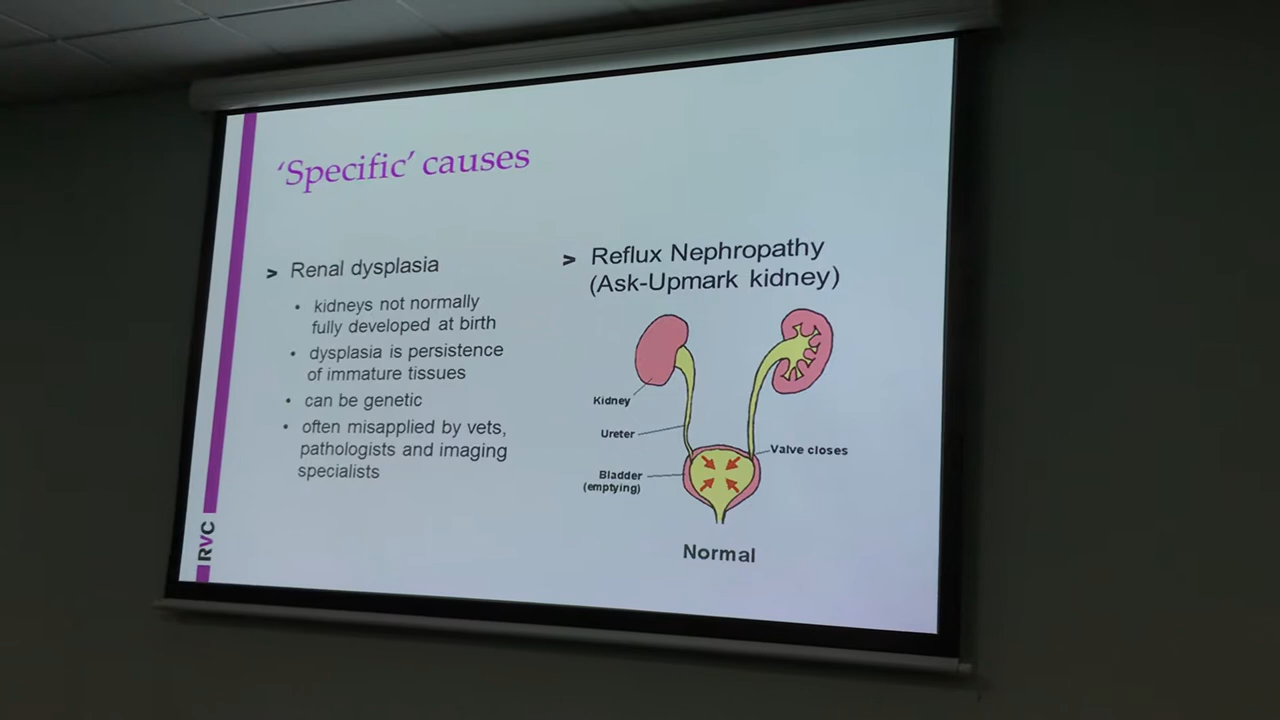 ‘Specific’ causes
> Renal dysplasia
• kidneys not normally
fully developed at birth
• dysplasia is persistence
of immature tissues
• can be genetic
• often misapplied by vets,
pathologists and imaging
specialists
> Reflux Nephropathy
(Ask-Upmark kidney)
Kidney
Ureter
Valve closes
Bladder
(emptying)
Normal
RVC